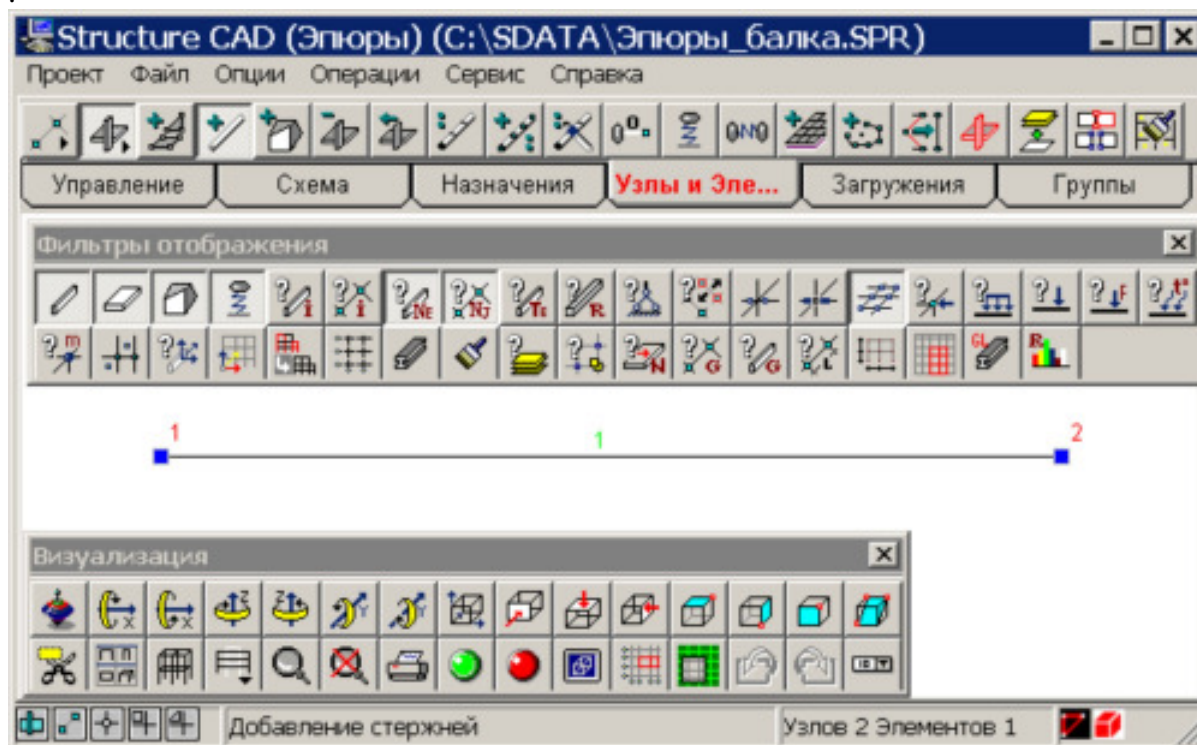 Structure CAD (Эпюры) (C:\SDATA\Эпюры_балка.SPR)
Проект Файл Опции Операции Сервис Справка
Управление Схема Назначения Узлы и Эле... Загружения Группы
Фильтры отображения
1 1 2
Визуализация
Добавление стержней Узлов 2 Элементов 1